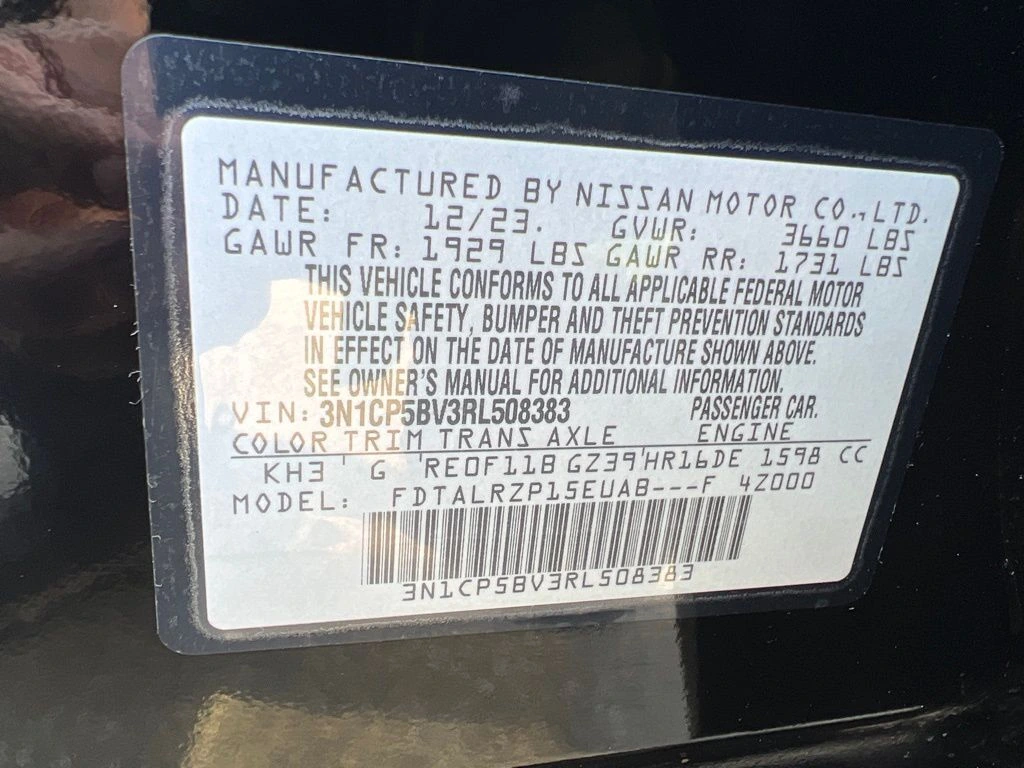 MANUFACTURED BY NISSAN MOTOR CO.,LTD.
DATE: 12/23. GVWR: 3660 LBS
GAWR FR: 1929 LBS GAWR RR: 1731 LBS
THIS VEHICLE CONFORMS TO ALL APPLICABLE FEDERAL MOTOR
VEHICLE SAFETY, BUMPER AND THEFT PREVENTION STANDARDS
IN EFFECT ON THE DATE OF MANUFACTURE SHOWN ABOVE.
SEE OWNER'S MANUAL FOR ADDITIONAL INFORMATION.
VIN: 3N1CP5BV3RL508383 PASSENGER CAR.
COLOR TRIM TRANS AXLE ENGINE
KH3 ' G 'RE0F11B GZ39'HR16DE 1598 CC
MODEL: FDTALRZP15EUAB---F 4Z000
3N1CP5BV3RL508383